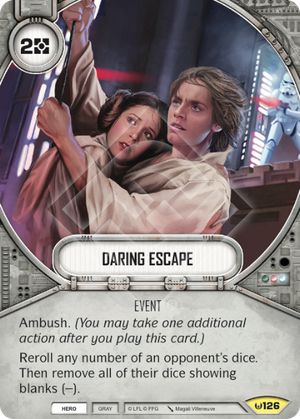 2
DARING ESCAPE
EVENT
Ambush. (You may take one additional
action after you play this card.)
Reroll any number of an opponent's dice.
Then remove all of their dice showing
blanks (–).
HERO GRAY © LFL © FFG Magali Villeneuve
126